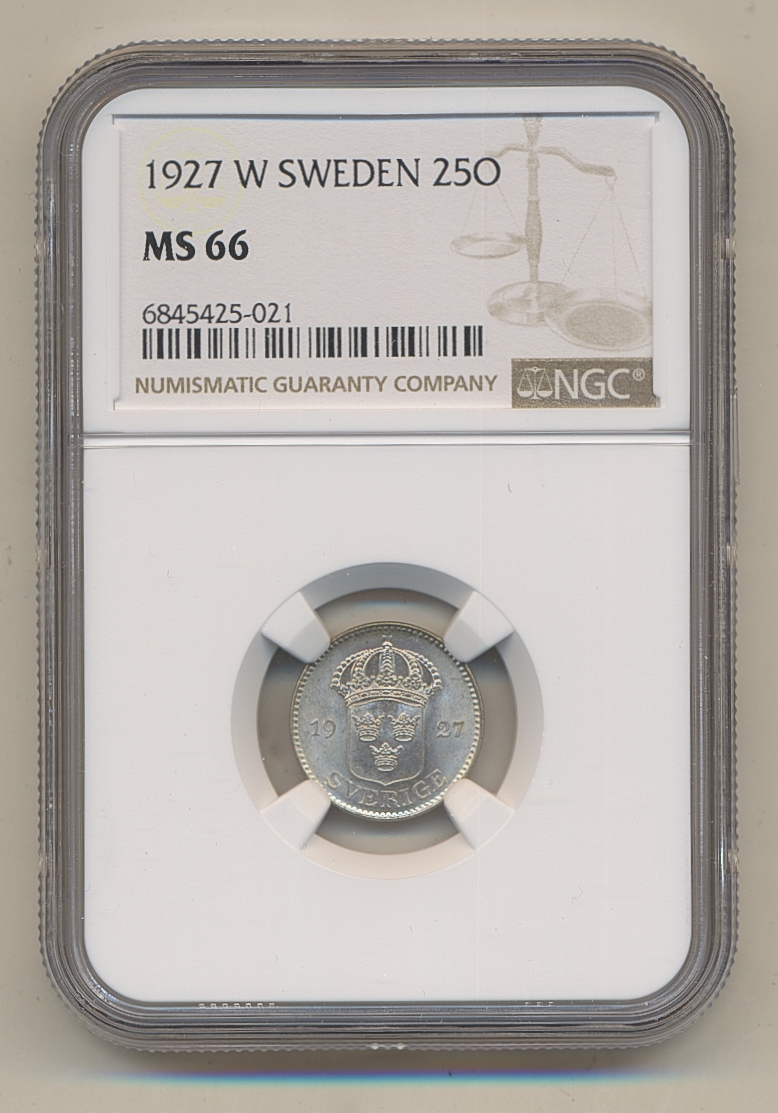 1927 W SWEDEN 25O
MS 66
6845425-021
NUMISMATIC GUARANTY COMPANY
NGC®
19 27
SVERIGE